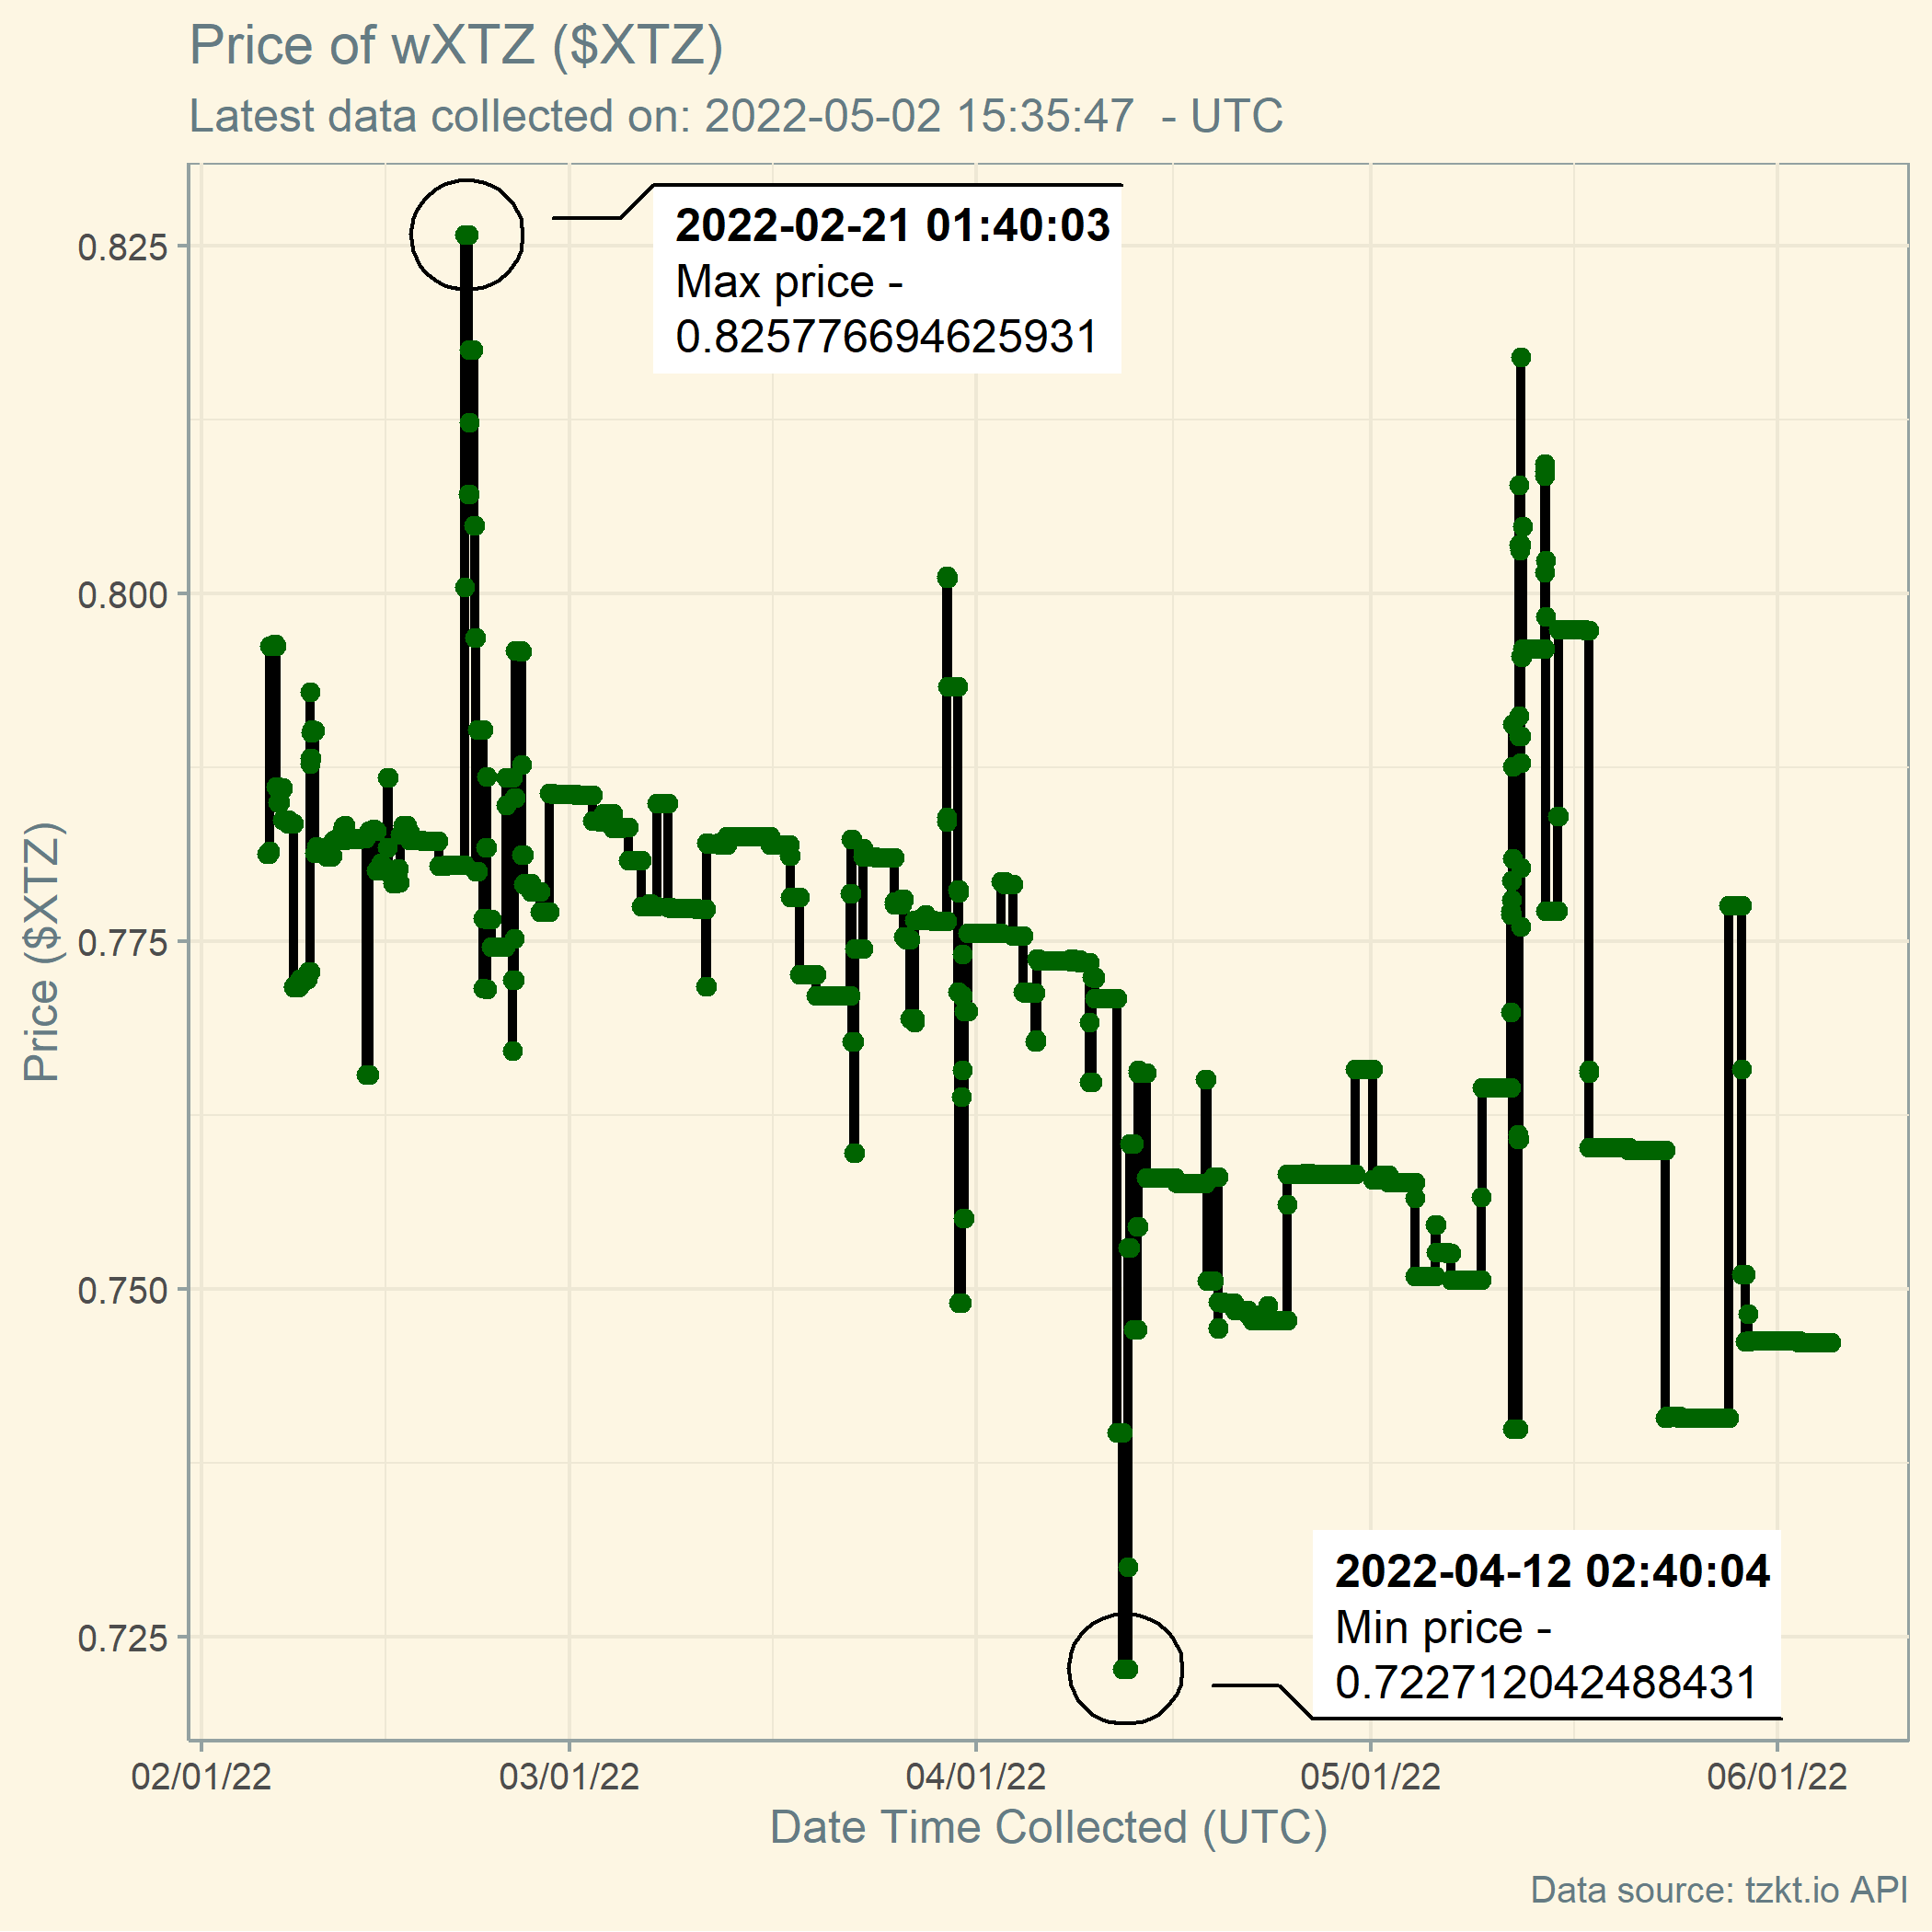 Price of wXTZ ($XTZ)
Latest data collected on: 2022-05-02 15:35:47  - UTC
2022-02-21 01:40:03
Max price -
0.825776694625931
0.825
0.800
0.775
0.750
0.725
Price ($XTZ)
2022-04-12 02:40:04
Min price -
0.722712042488431
02/01/22
03/01/22
04/01/22
05/01/22
06/01/22
Date Time Collected (UTC)
Data source: tzkt.io API